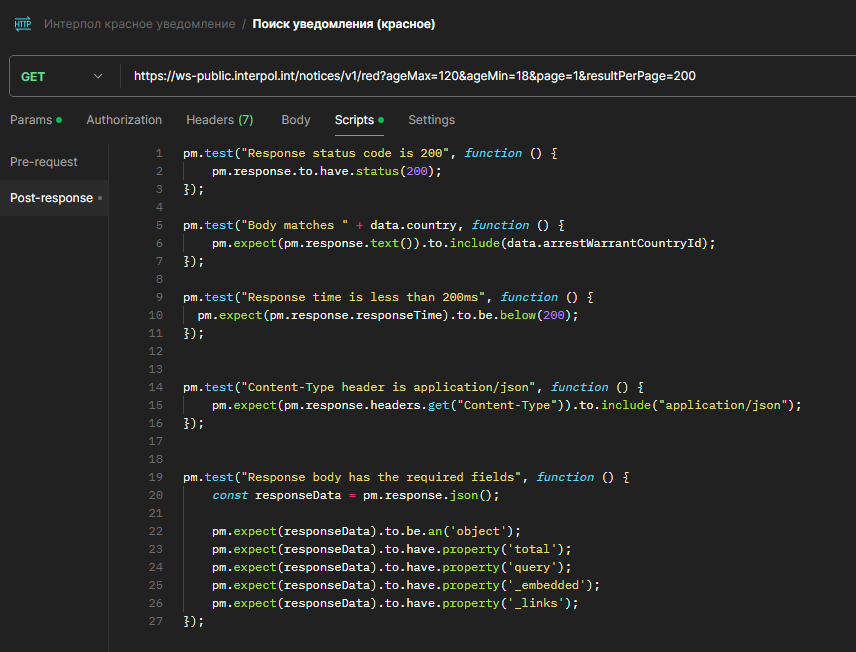 HTTP Интерпол красное уведомление / Поиск уведомления (красное)
GET https://ws-public.interpol.int/notices/v1/red?ageMax=120&ageMin=18&page=1&resultPerPage=200
Params Authorization Headers (7) Body Scripts Settings
Pre-request
Post-response
1 pm.test("Response status code is 200", function () {
2 pm.response.to.have.status(200);
3 });
4
5 pm.test("Body matches " + data.country, function () {
6 pm.expect(pm.response.text()).to.include(data.arrestWarrantCountryId);
7 });
8
9 pm.test("Response time is less than 200ms", function () {
10 pm.expect(pm.response.responseTime).to.be.below(200);
11 });
12
13
14 pm.test("Content-Type header is application/json", function () {
15 pm.expect(pm.response.headers.get("Content-Type")).to.include("application/json");
16 });
17
18
19 pm.test("Response body has the required fields", function () {
20 const responseData = pm.response.json();
21
22 pm.expect(responseData).to.be.an('object');
23 pm.expect(responseData).to.have.property('total');
24 pm.expect(responseData).to.have.property('query');
25 pm.expect(responseData).to.have.property('_embedded');
26 pm.expect(responseData).to.have.property('_links');
27 });